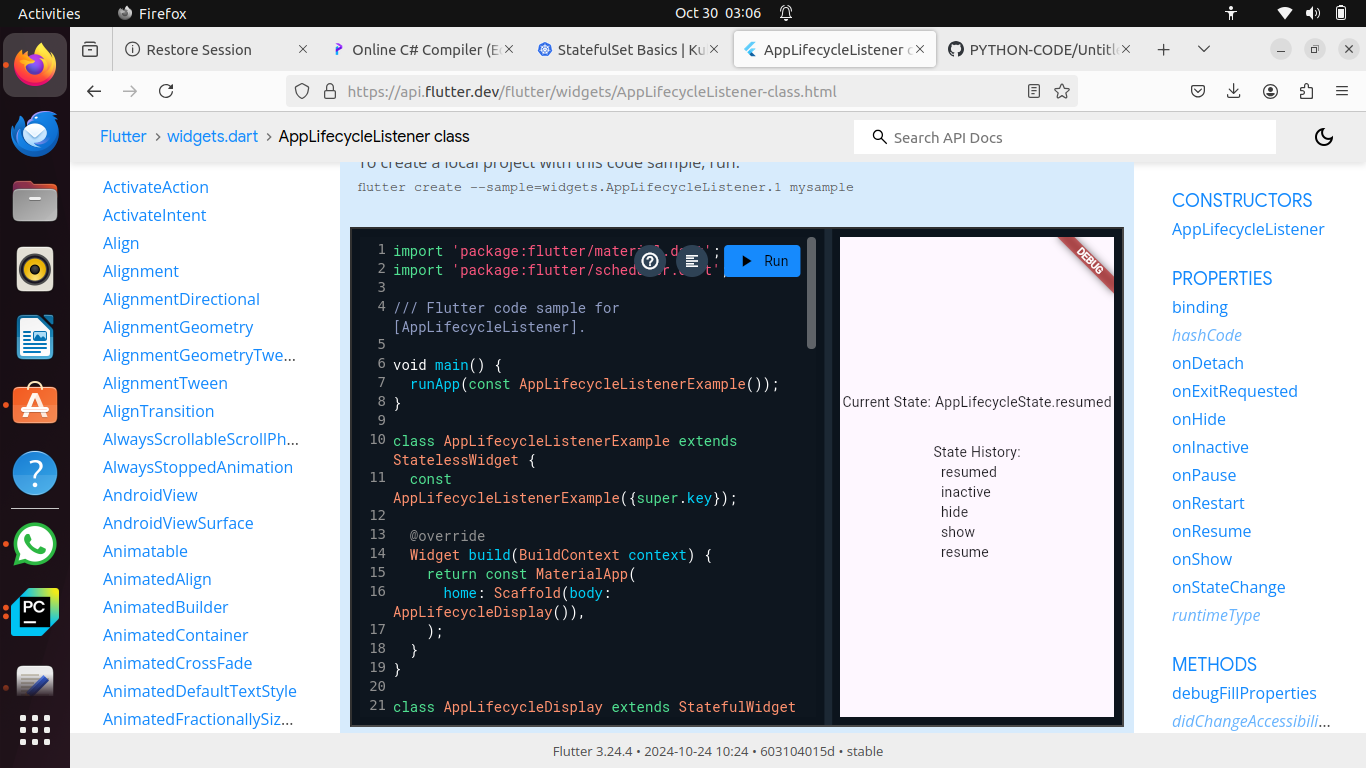 Activities
Firefox
Oct 30 03:06
Restore Session
Online C# Compiler (E
StatefulSet Basics | Ku
AppLifecycleListener c
PYTHON-CODE/Untitl
https://api.flutter.dev/flutter/widgets/AppLifecycleListener-class.html
Flutter > widgets.dart > AppLifecycleListener class
Search API Docs
ActivateAction
ActivateIntent
Align
Alignment
AlignmentDirectional
AlignmentGeometry
AlignmentGeometryTwe...
AlignmentTween
AlignTransition
AlwaysScrollableScrollPh...
AlwaysStoppedAnimation
AndroidView
AndroidViewSurface
Animatable
AnimatedAlign
AnimatedBuilder
AnimatedContainer
AnimatedCrossFade
AnimatedDefaultTextStyle
AnimatedFractionallySiz...
To create a local project with this code sample, run:
flutter create --sample=widgets.AppLifecycleListener.1 mysample
1 import 'package:flutter/material.dart';
2 import 'package:flutter/scheduler.dart'
3
4 /// Flutter code sample for
[AppLifecycleListener].
5
6 void main() {
7 runApp(const AppLifecycleListenerExample());
8 }
9
10 class AppLifecycleListenerExample extends
StatelessWidget {
11 const
AppLifecycleListenerExample({super.key});
12
13 @override
14 Widget build(BuildContext context) {
15 return const MaterialApp(
16 home: Scaffold(body:
AppLifecycleDisplay()),
17 );
18 }
19 }
20
21 class AppLifecycleDisplay extends StatefulWidget
Run
DEBUG
Current State: AppLifecycleState.resumed
State History:
resumed
inactive
hide
show
resume
CONSTRUCTORS
AppLifecycleListener
PROPERTIES
binding
hashCode
onDetach
onExitRequested
onHide
onInactive
onPause
onRestart
onResume
onShow
onStateChange
runtimeType
METHODS
debugFillProperties
didChangeAccessibili...
Flutter 3.24.4 • 2024-10-24 10:24 • 603104015d • stable
PC